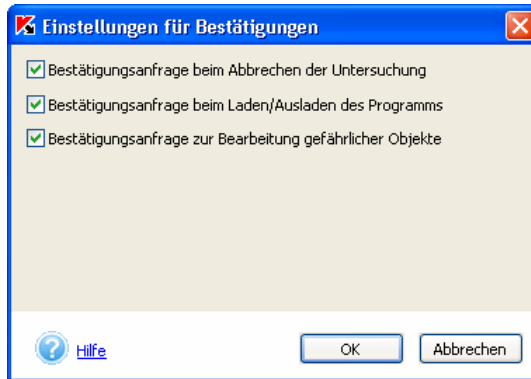 Einstellungen für Bestätigungen
Bestätigungsanfrage beim Abbrechen der Untersuchung
Bestätigungsanfrage beim Laden/Ausladen des Programms
Bestätigungsanfrage zur Bearbeitung gefährlicher Objekte
Hilfe
OK
Abbrechen